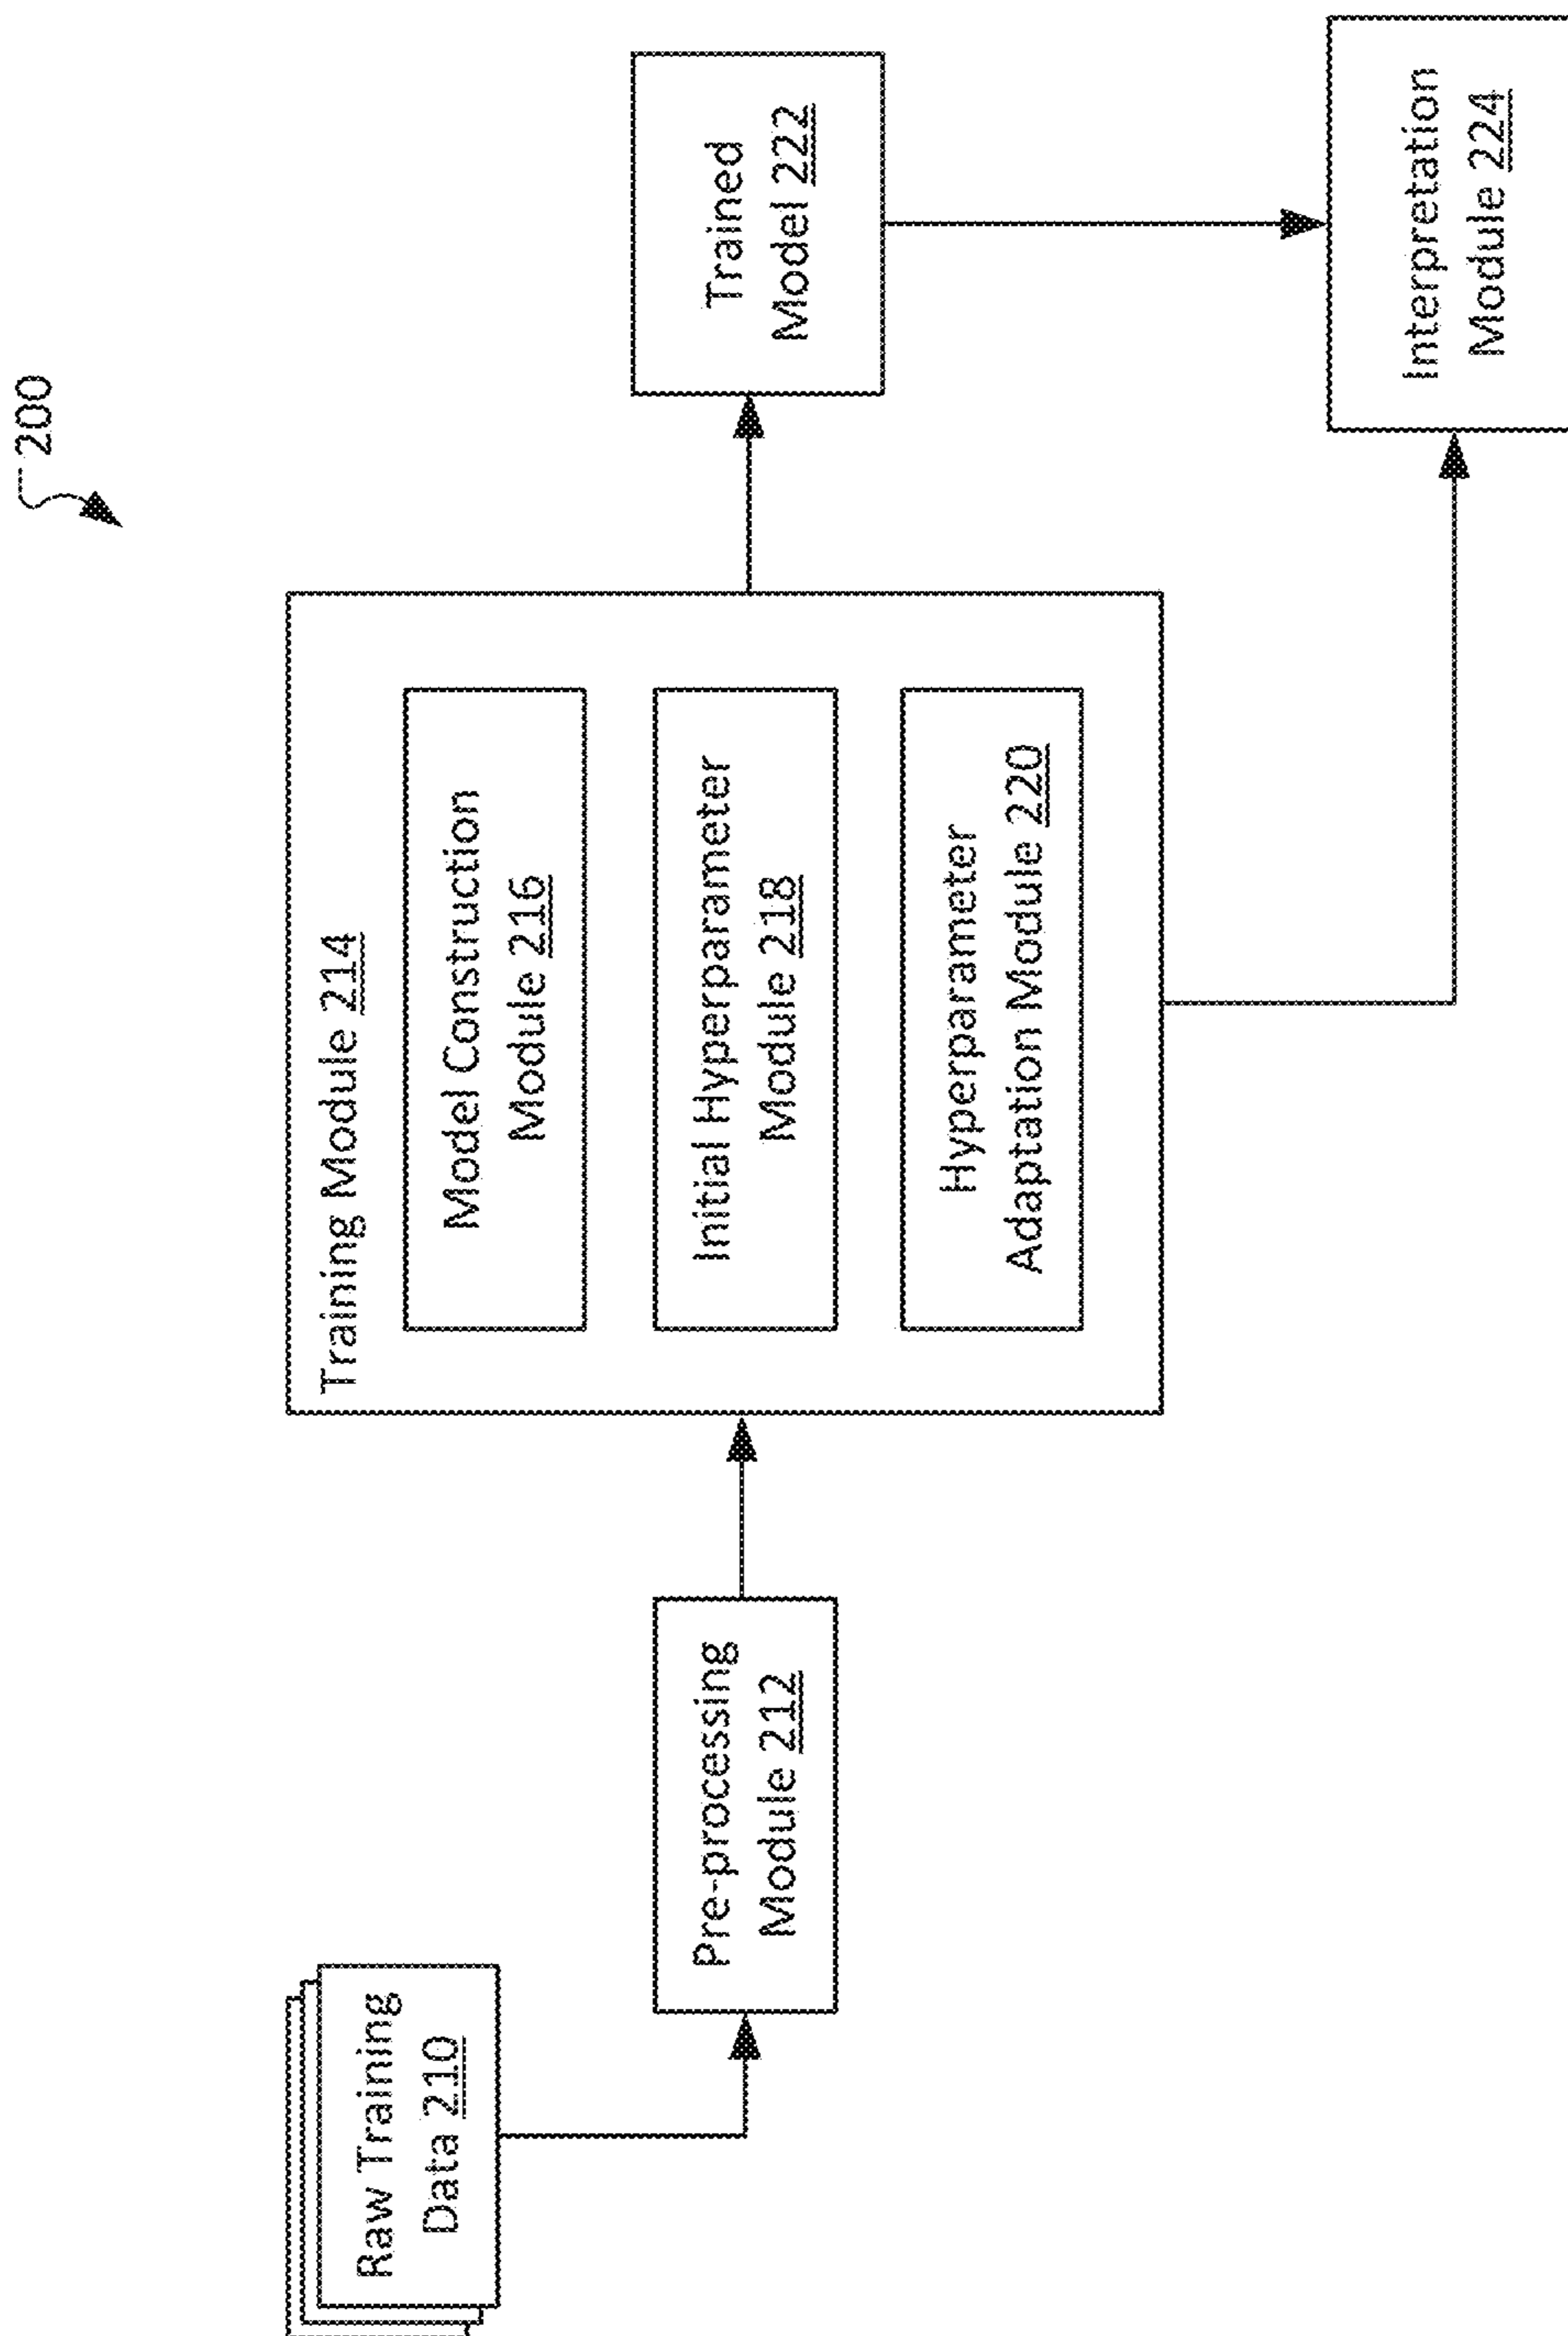 200
Raw Training
Data 210
Pre-processing
Module 212
Training Module 214
Model Construction
Module 216
Initial Hyperparameter
Module 218
Hyperparameter
Adaptation Module 220
Trained
Model 222
Interpretation
Module 224